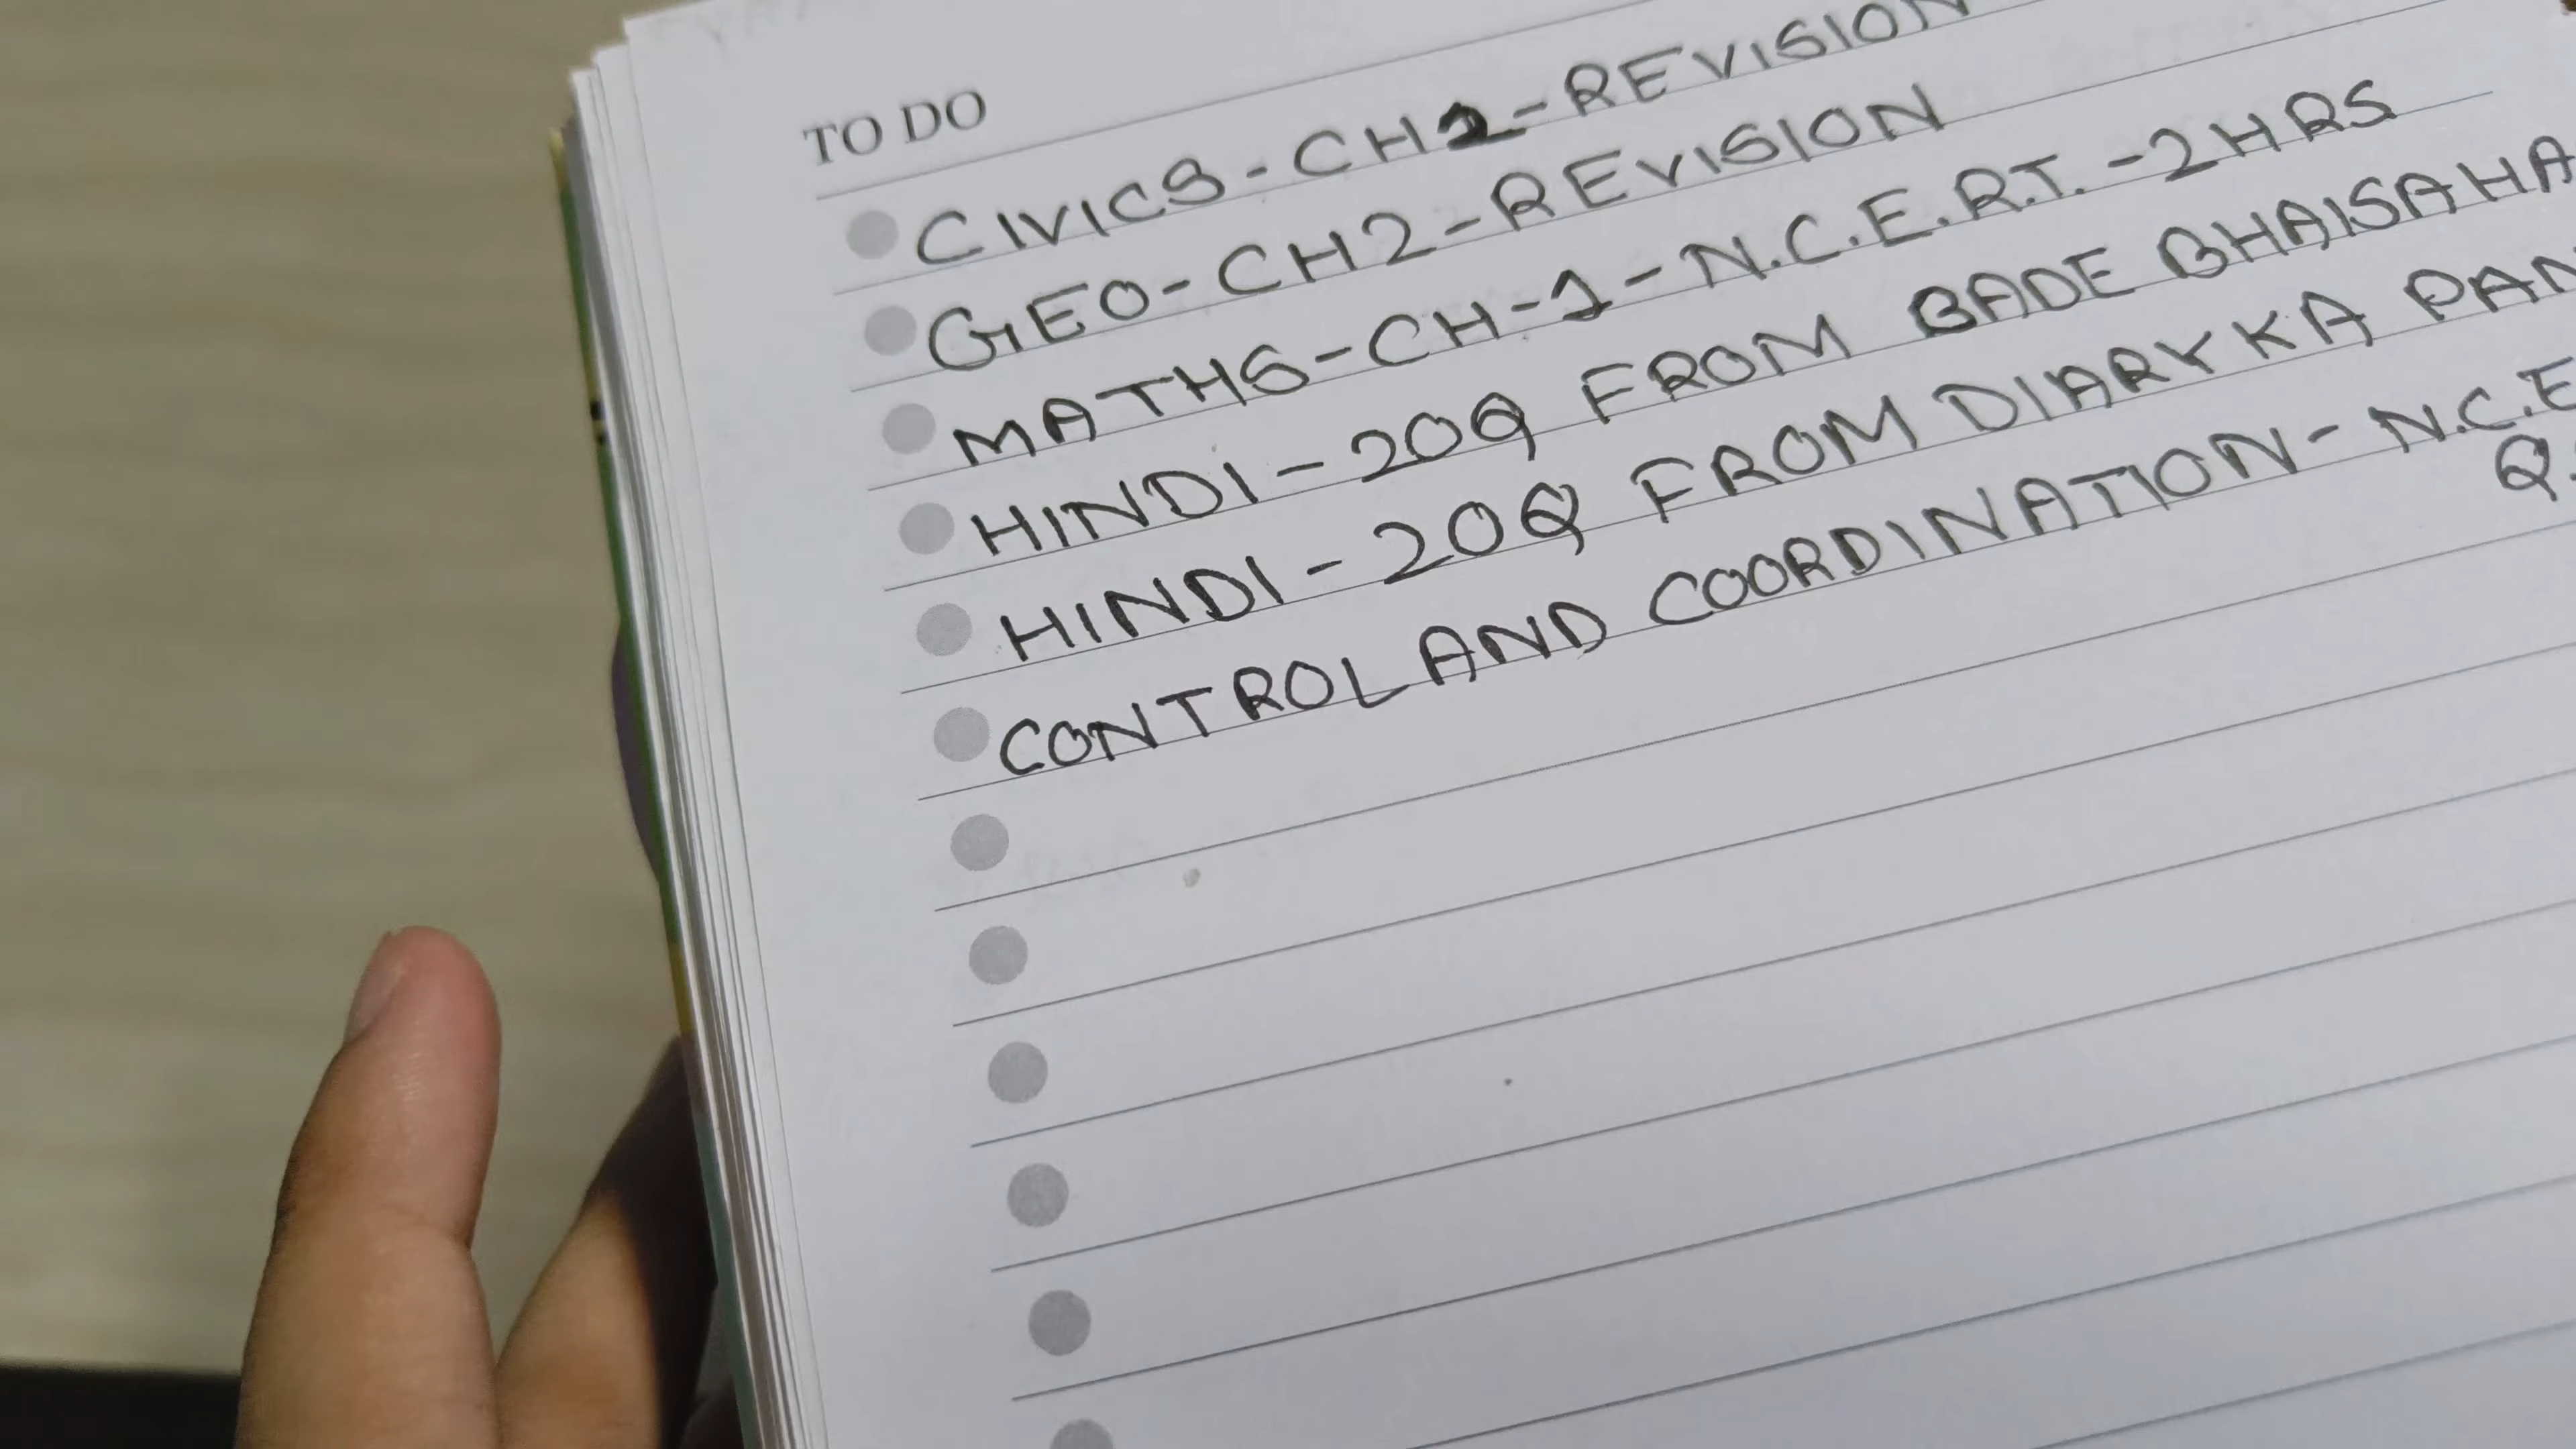 TO DO
CIVICS-CH2-REVISION
GEO-CH2-REVISION
MATHS-CH-1-N.C.E.R.T.-2HRS
HINDI-20Q FROM BADE BHAISAHA
HINDI-20Q FROM DIARY KA PAN
CONTROL AND COORDINATION-N.C.E
Q.